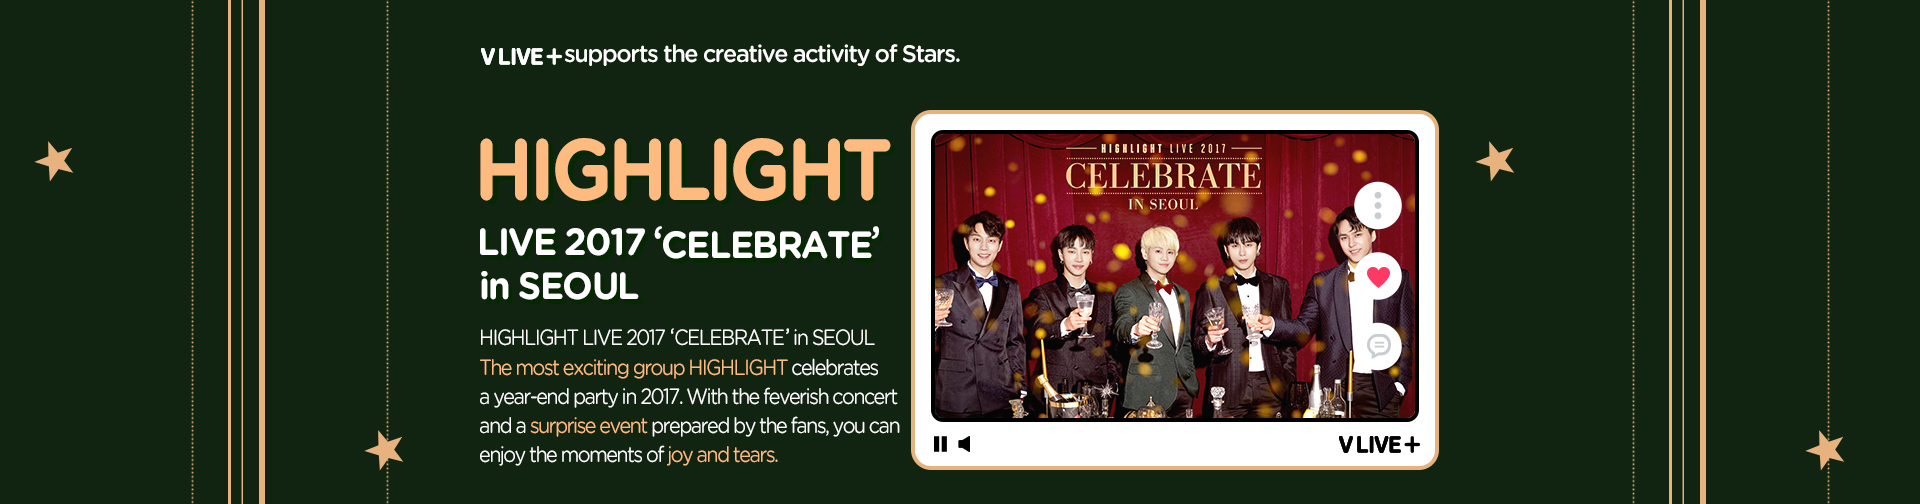 V LIVE+ supports the creative activity of Stars.
HIGHLIGHT
LIVE 2017 ‘CELEBRATE’
in SEOUL
HIGHLIGHT LIVE 2017 ‘CELEBRATE’ in SEOUL
The most exciting group HIGHLIGHT celebrates
a year-end party in 2017. With the feverish concert
and a surprise event prepared by the fans, you can
enjoy the moments of joy and tears.
HIGHLIGHT LIVE 2017
CELEBRATE
IN SEOUL
V LIVE+